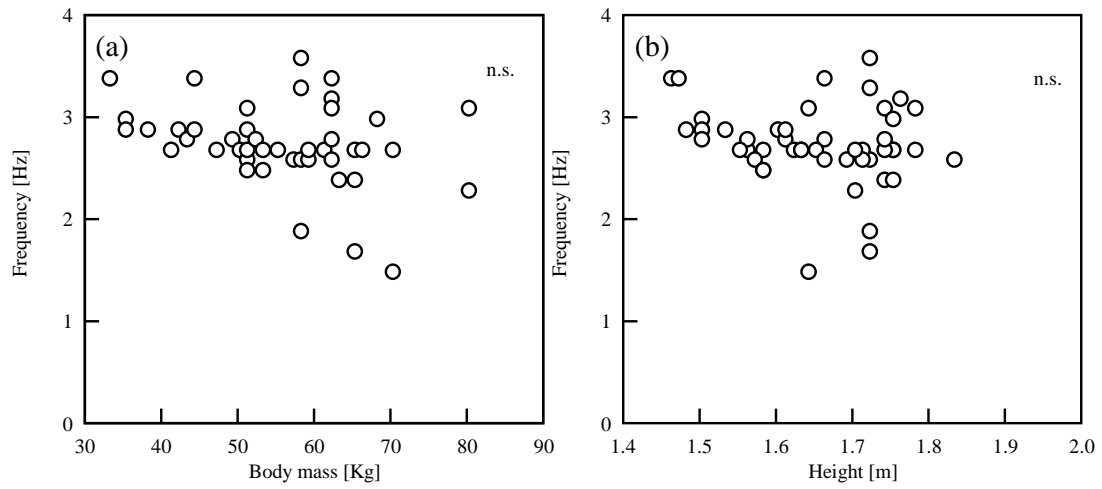 (a)
n.s.
Frequency [Hz]
4
3
2
1
0
30 40 50 60 70 80 90
Body mass [Kg]
(b)
n.s.
Frequency [Hz]
4
3
2
1
0
1.4 1.5 1.6 1.7 1.8 1.9 2.0
Height [m]